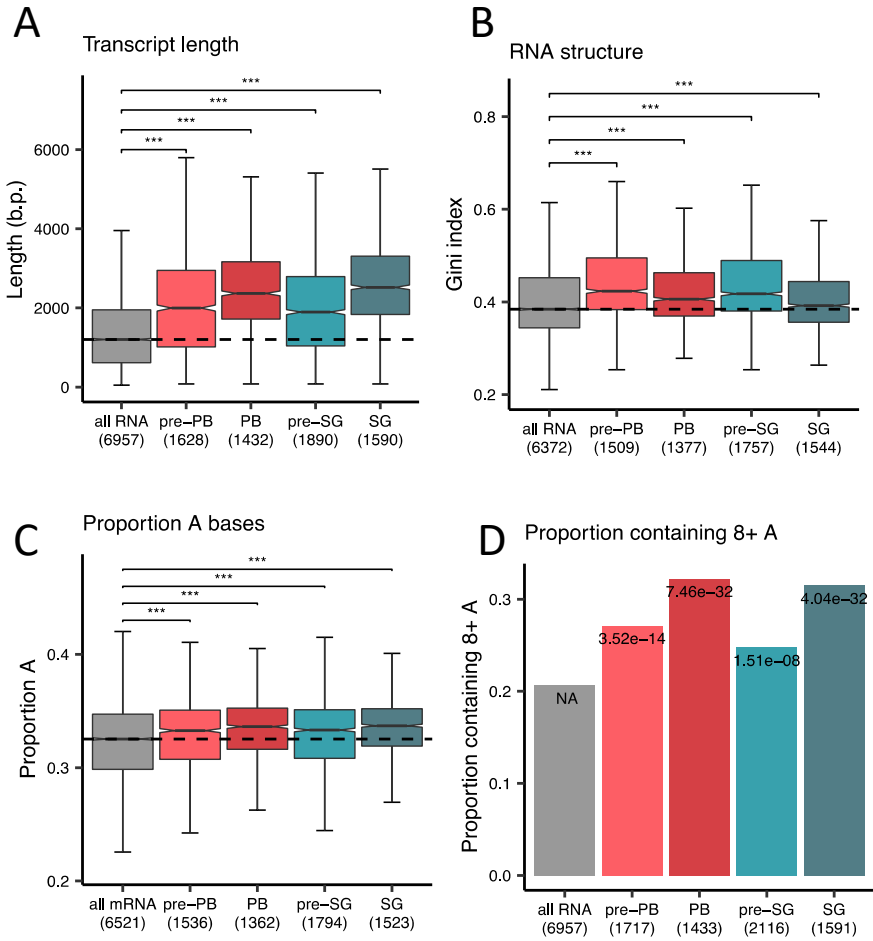 A
Transcript length
Length (b.p.)
6000
4000
2000
0
***
***
***
***
all RNA
(6957)
pre−PB
(1628)
PB
(1432)
pre−SG
(1890)
SG
(1590)
B
RNA structure
Gini index
0.8
0.6
0.4
0.2
***
***
***
***
all RNA
(6372)
pre−PB
(1509)
PB
(1377)
pre−SG
(1757)
SG
(1544)
C
Proportion A bases
Proportion A
0.4
0.3
0.2
***
***
***
***
all mRNA
(6521)
pre−PB
(1536)
PB
(1362)
pre−SG
(1794)
SG
(1523)
D
Proportion containing 8+ A
Proportion containing 8+ A
0.3
0.2
0.1
0.0
NA
3.52e−14
7.46e−32
1.51e−08
4.04e−32
all RNA
(6957)
pre−PB
(1717)
PB
(1433)
pre−SG
(2116)
SG
(1591)